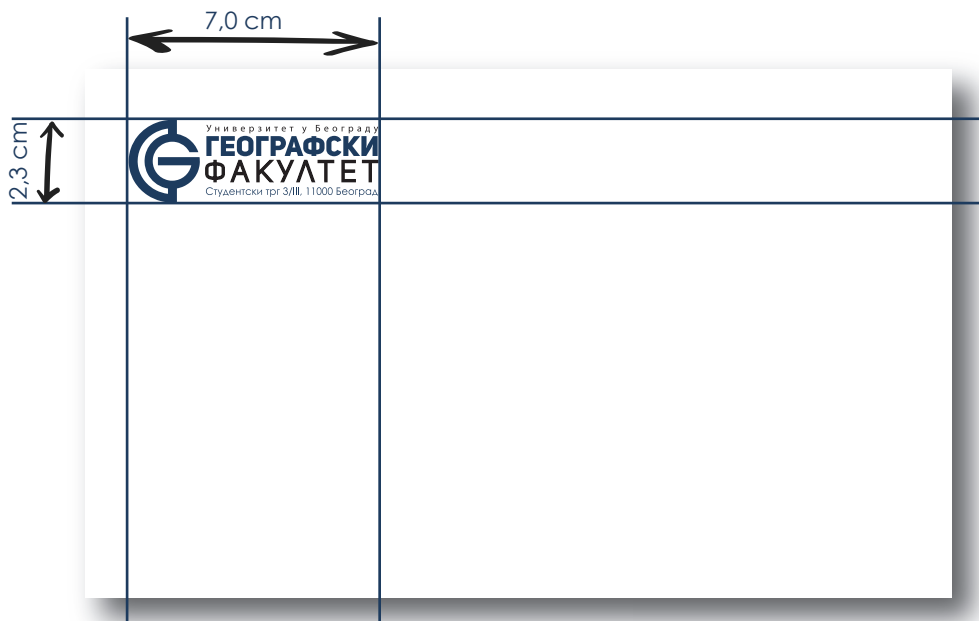 7,0 cm
2,3 cm
Универзитет у Београду
ГЕОГРАФСКИ
ФАКУЛТЕТ
Студентски трг 3/III, 11000 Београд